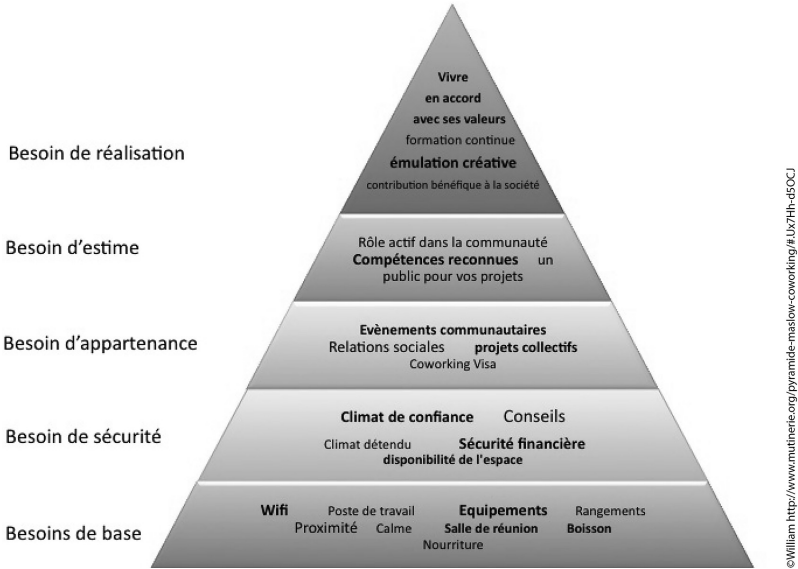 Vivre
en accord
avec ses valeurs
formation continue
Besoin de réalisation
émulation créative
contribution bénéfique à la société
Besoin d’estime
Rôle actif dans la communauté
Compétences reconnues un
public pour vos projets
Besoin d’appartenance
Evènements communautaires
Relations sociales projets collectifs
Coworking Visa
Besoin de sécurité
Climat de confiance Conseils
Climat détendu Sécurité financière
disponibilité de l'espace
Besoins de base
Wifi Poste de travail Equipements Rangements
Proximité Calme Salle de réunion Boisson
Nourriture
©William http://www.mutinerie.org/pyramide-maslow-coworking/#.Ux7Hh-d5OCJ